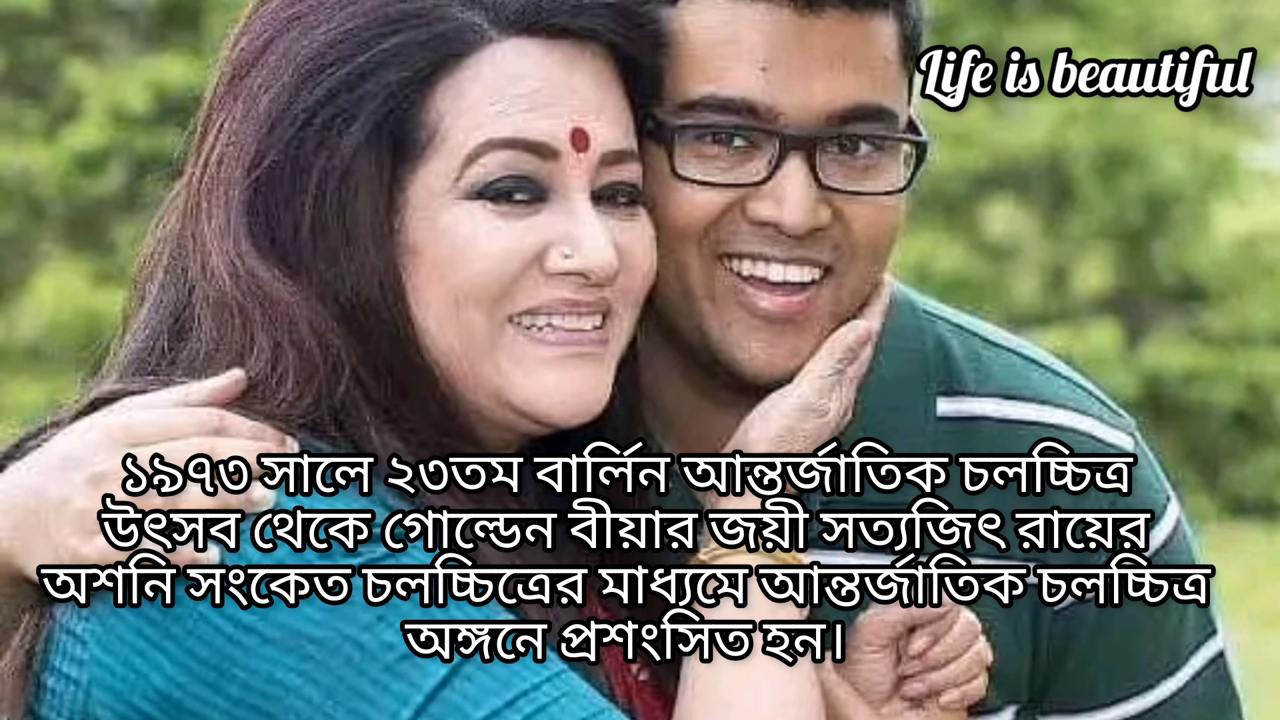 Life is beautiful
১৯৭৩ সালে ২৩তম বার্লিন আন্তর্জাতিক চলচ্চিত্র
উৎসব থেকে গোল্ডেন বীয়ার জয়ী সত্যজিৎ রায়ের
অশনি সংকেত চলচ্চিত্রের মাধ্যমে আন্তর্জাতিক চলচ্চিত্র
অঙ্গনে প্রশংসিত হন।